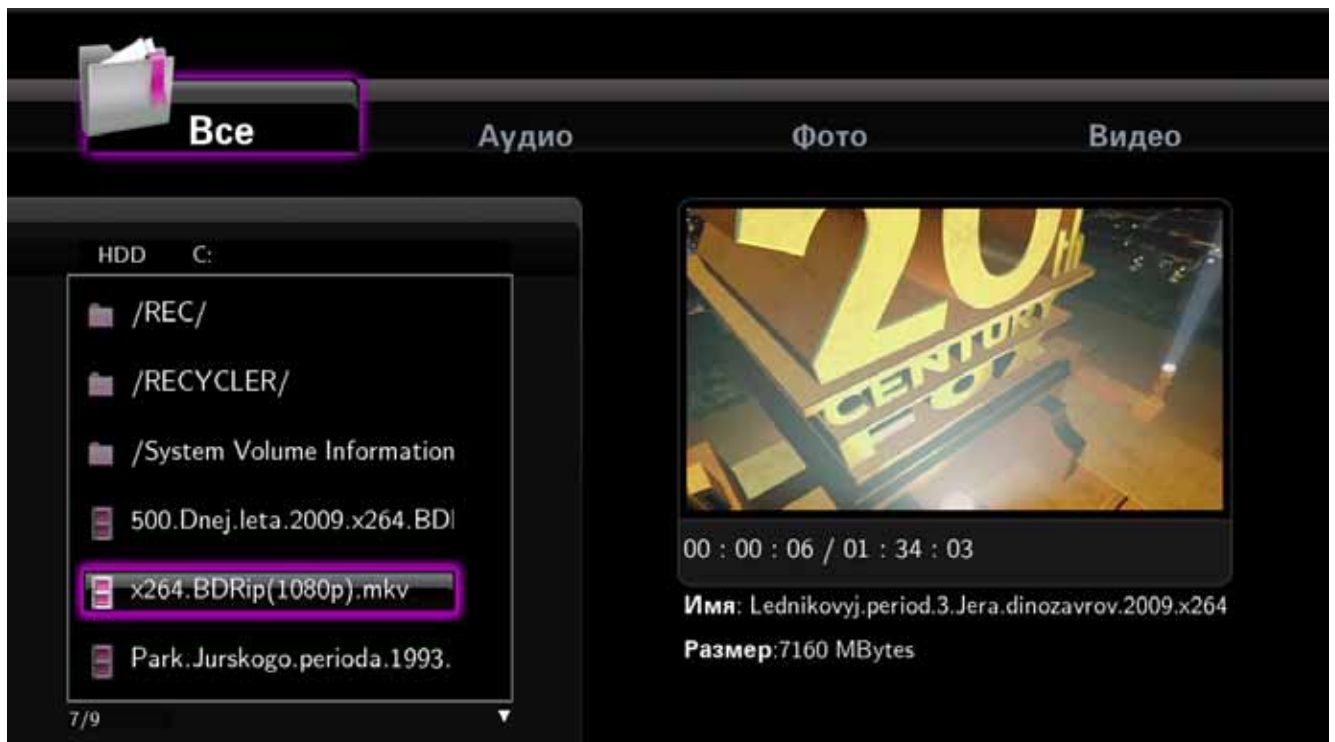 Все
Аудио
Фото
Видео
HDD C:
/REC/
/RECYCLER/
/System Volume Information
500.Dnej.leta.2009.x264.BD
x264.BDRip(1080p).mkv
Park.Jurskogo.perioda.1993.
7/9
20TH
CENTURY
FOX
00 : 00 : 06 / 01 : 34 : 03
Имя: Lednikovyj.period.3.Jera.dinozavrov.2009.x264
Размер:7160 MBytes